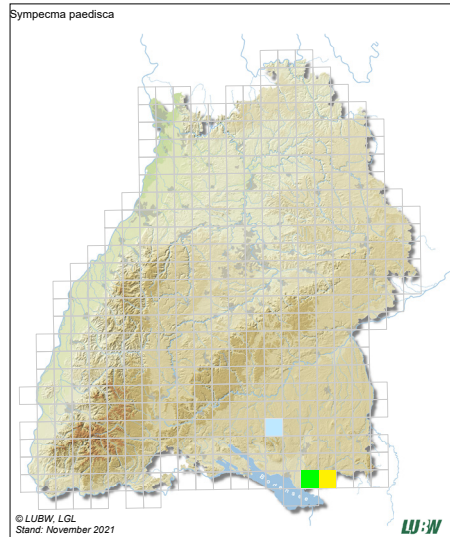 Sympecma paedisca
© LUBW, LGL
Stand: November 2021
LUBW